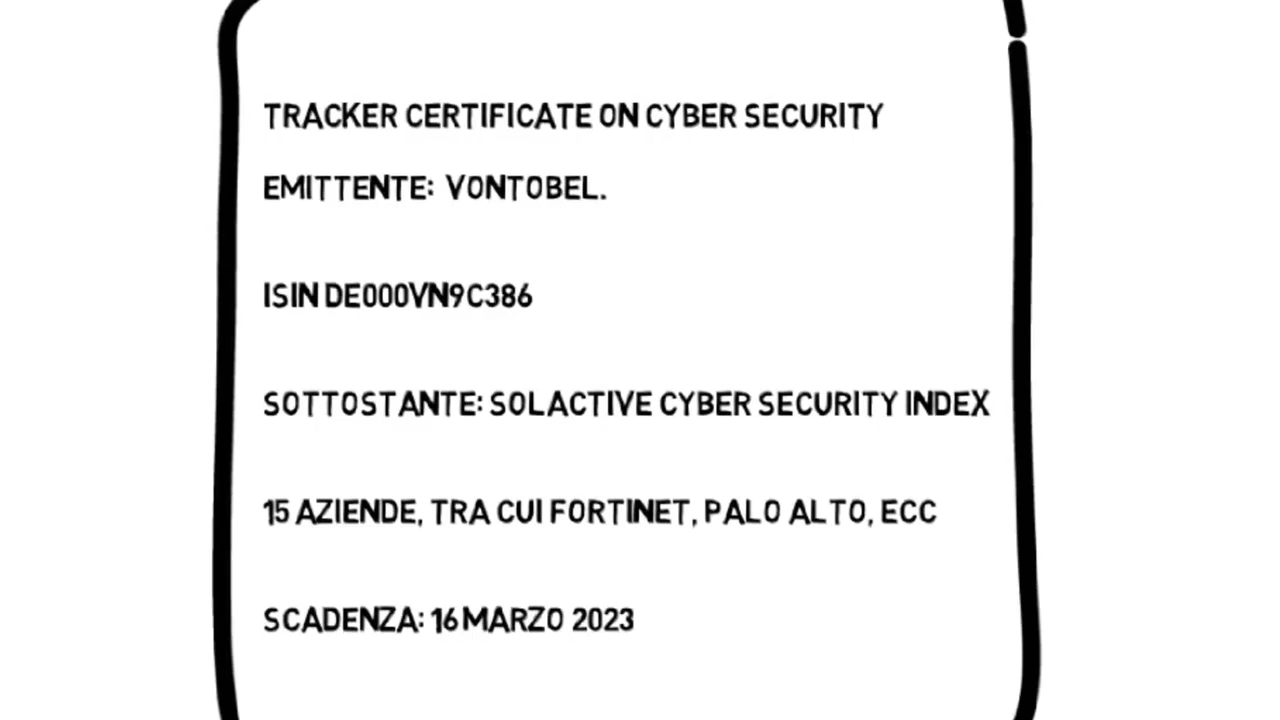 TRACKER CERTIFICATE ON CYBER SECURITY
EMITTENTE: VONTOBEL.
ISIN DE000VN9C386
SOTTOSTANTE: SOLACTIVE CYBER SECURITY INDEX
15 AZIENDE, TRA CUI FORTINET, PALO ALTO, ECC
SCADENZA: 16 MARZO 2023